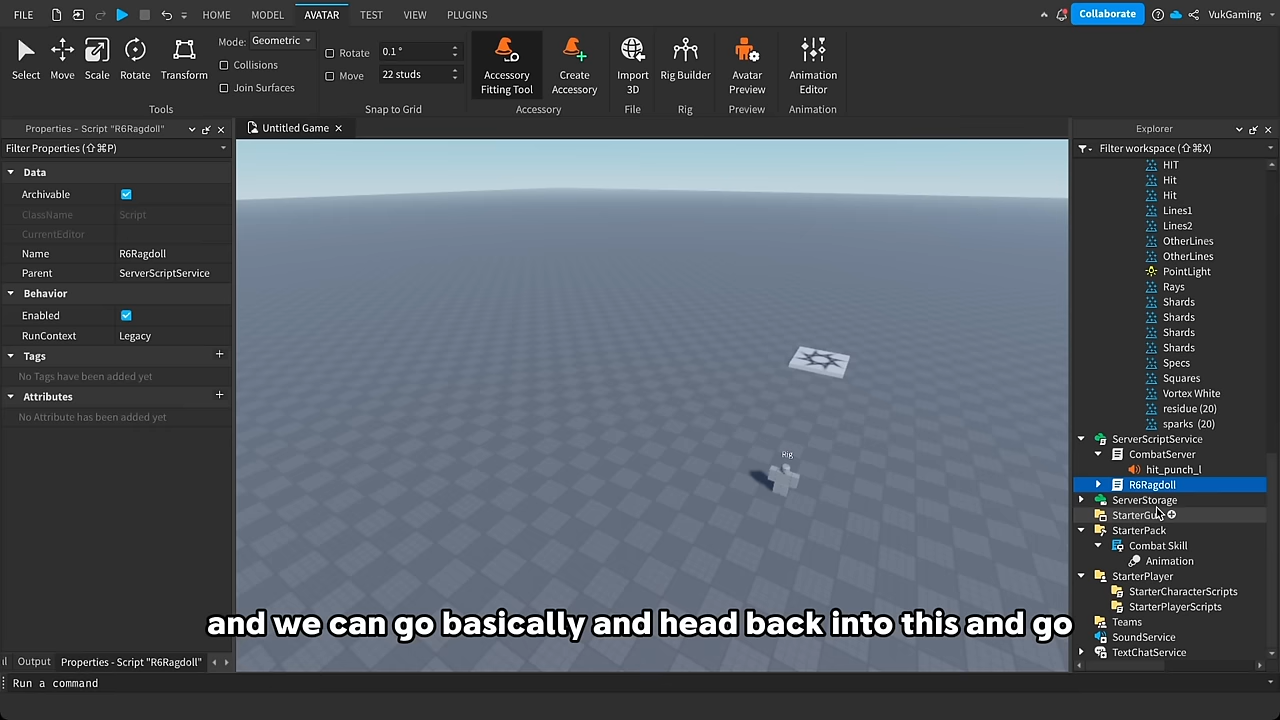 FILE
HOME
MODEL
AVATAR
TEST
VIEW
PLUGINS
Collaborate
VukGaming
Select
Move
Scale
Rotate
Transform
Mode: Geometric
Collisions
Join Surfaces
Tools
Rotate 0.1 °
Move 22 studs
Snap to Grid
Accessory Fitting Tool
Create Accessory
Accessory
Import 3D
File
Rig Builder
Rig
Avatar Preview
Preview
Animation Editor
Animation
Properties - Script "R6Ragdoll"
Filter Properties (⇧⌘P)
Data
Archivable
ClassName Script
CurrentEditor
Name R6Ragdoll
Parent ServerScriptService
Behavior
Enabled
RunContext Legacy
Tags
No Tags have been added yet
Attributes
No Attribute has been added yet
Output
Properties - Script "R6Ragdoll"
Run a command
Untitled Game
Rig
and we can go basically and head back into this and go
Explorer
Filter workspace (⇧⌘X)
HIT
Hit
Hit
Lines1
Lines2
OtherLines
OtherLines
PointLight
Rays
Shards
Shards
Shards
Shards
Specs
Squares
Vortex White
residue (20)
sparks (20)
ServerScriptService
CombatServer
hit_punch_l
R6Ragdoll
ServerStorage
StarterGu
StarterPack
Combat Skill
Animation
StarterPlayer
StarterCharacterScripts
StarterPlayerScripts
Teams
SoundService
TextChatService